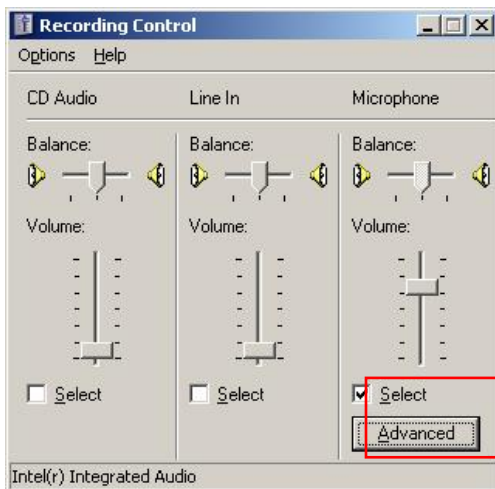 Recording Control
Options Help
CD Audio Line In Microphone
Balance: Balance: Balance:
Volume: Volume: Volume:
Select Select Select
Advanced
Intel(r) Integrated Audio